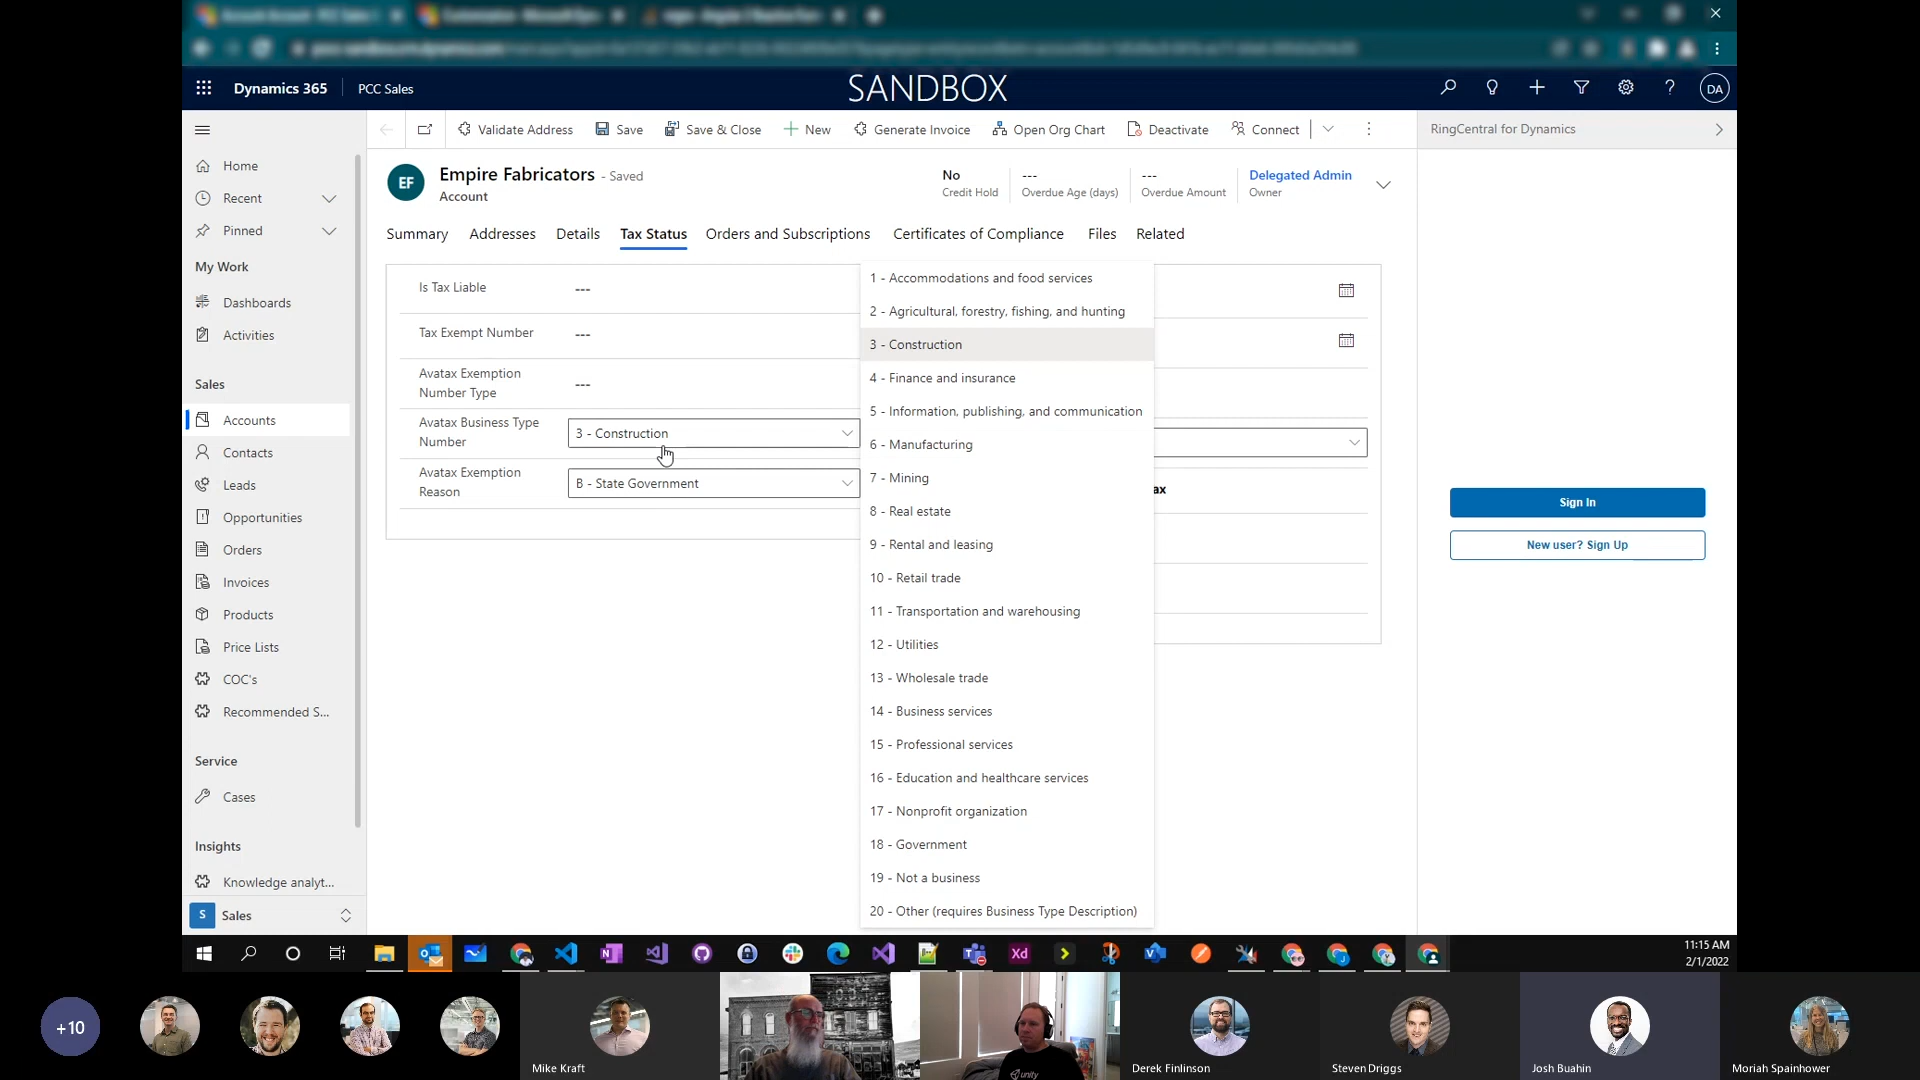 Dynamics 365
PCC Sales
SANDBOX
DA
Validate Address
Save
Save & Close
New
Generate Invoice
Open Org Chart
Deactivate
Connect
RingCentral for Dynamics
Home
Recent
Pinned
My Work
Dashboards
Activities
Sales
Accounts
Contacts
Leads
Opportunities
Orders
Invoices
Products
Price Lists
COC's
Recommended S...
Service
Cases
Insights
Knowledge analyt...
S
Sales
EF
Empire Fabricators - Saved
Account
No
Credit Hold
---
Overdue Age (days)
---
Overdue Amount
Delegated Admin
Owner
Summary
Addresses
Details
Tax Status
Orders and Subscriptions
Certificates of Compliance
Files
Related
Is Tax Liable
---
Tax Exempt Number
---
Avatax Exemption
Number Type
---
Avatax Business Type
Number
3 - Construction
Avatax Exemption
Reason
B - State Government
1 - Accommodations and food services
2 - Agricultural, forestry, fishing, and hunting
3 - Construction
4 - Finance and insurance
5 - Information, publishing, and communication
6 - Manufacturing
7 - Mining
8 - Real estate
9 - Rental and leasing
10 - Retail trade
11 - Transportation and warehousing
12 - Utilities
13 - Wholesale trade
14 - Business services
15 - Professional services
16 - Education and healthcare services
17 - Nonprofit organization
18 - Government
19 - Not a business
20 - Other (requires Business Type Description)
ax
Sign In
New user? Sign Up
Xd
11:15 AM
2/1/2022
+10
Mike Kraft
unity
Derek Finlinson
Steven Driggs
Josh Buahin
Moriah Spainhower